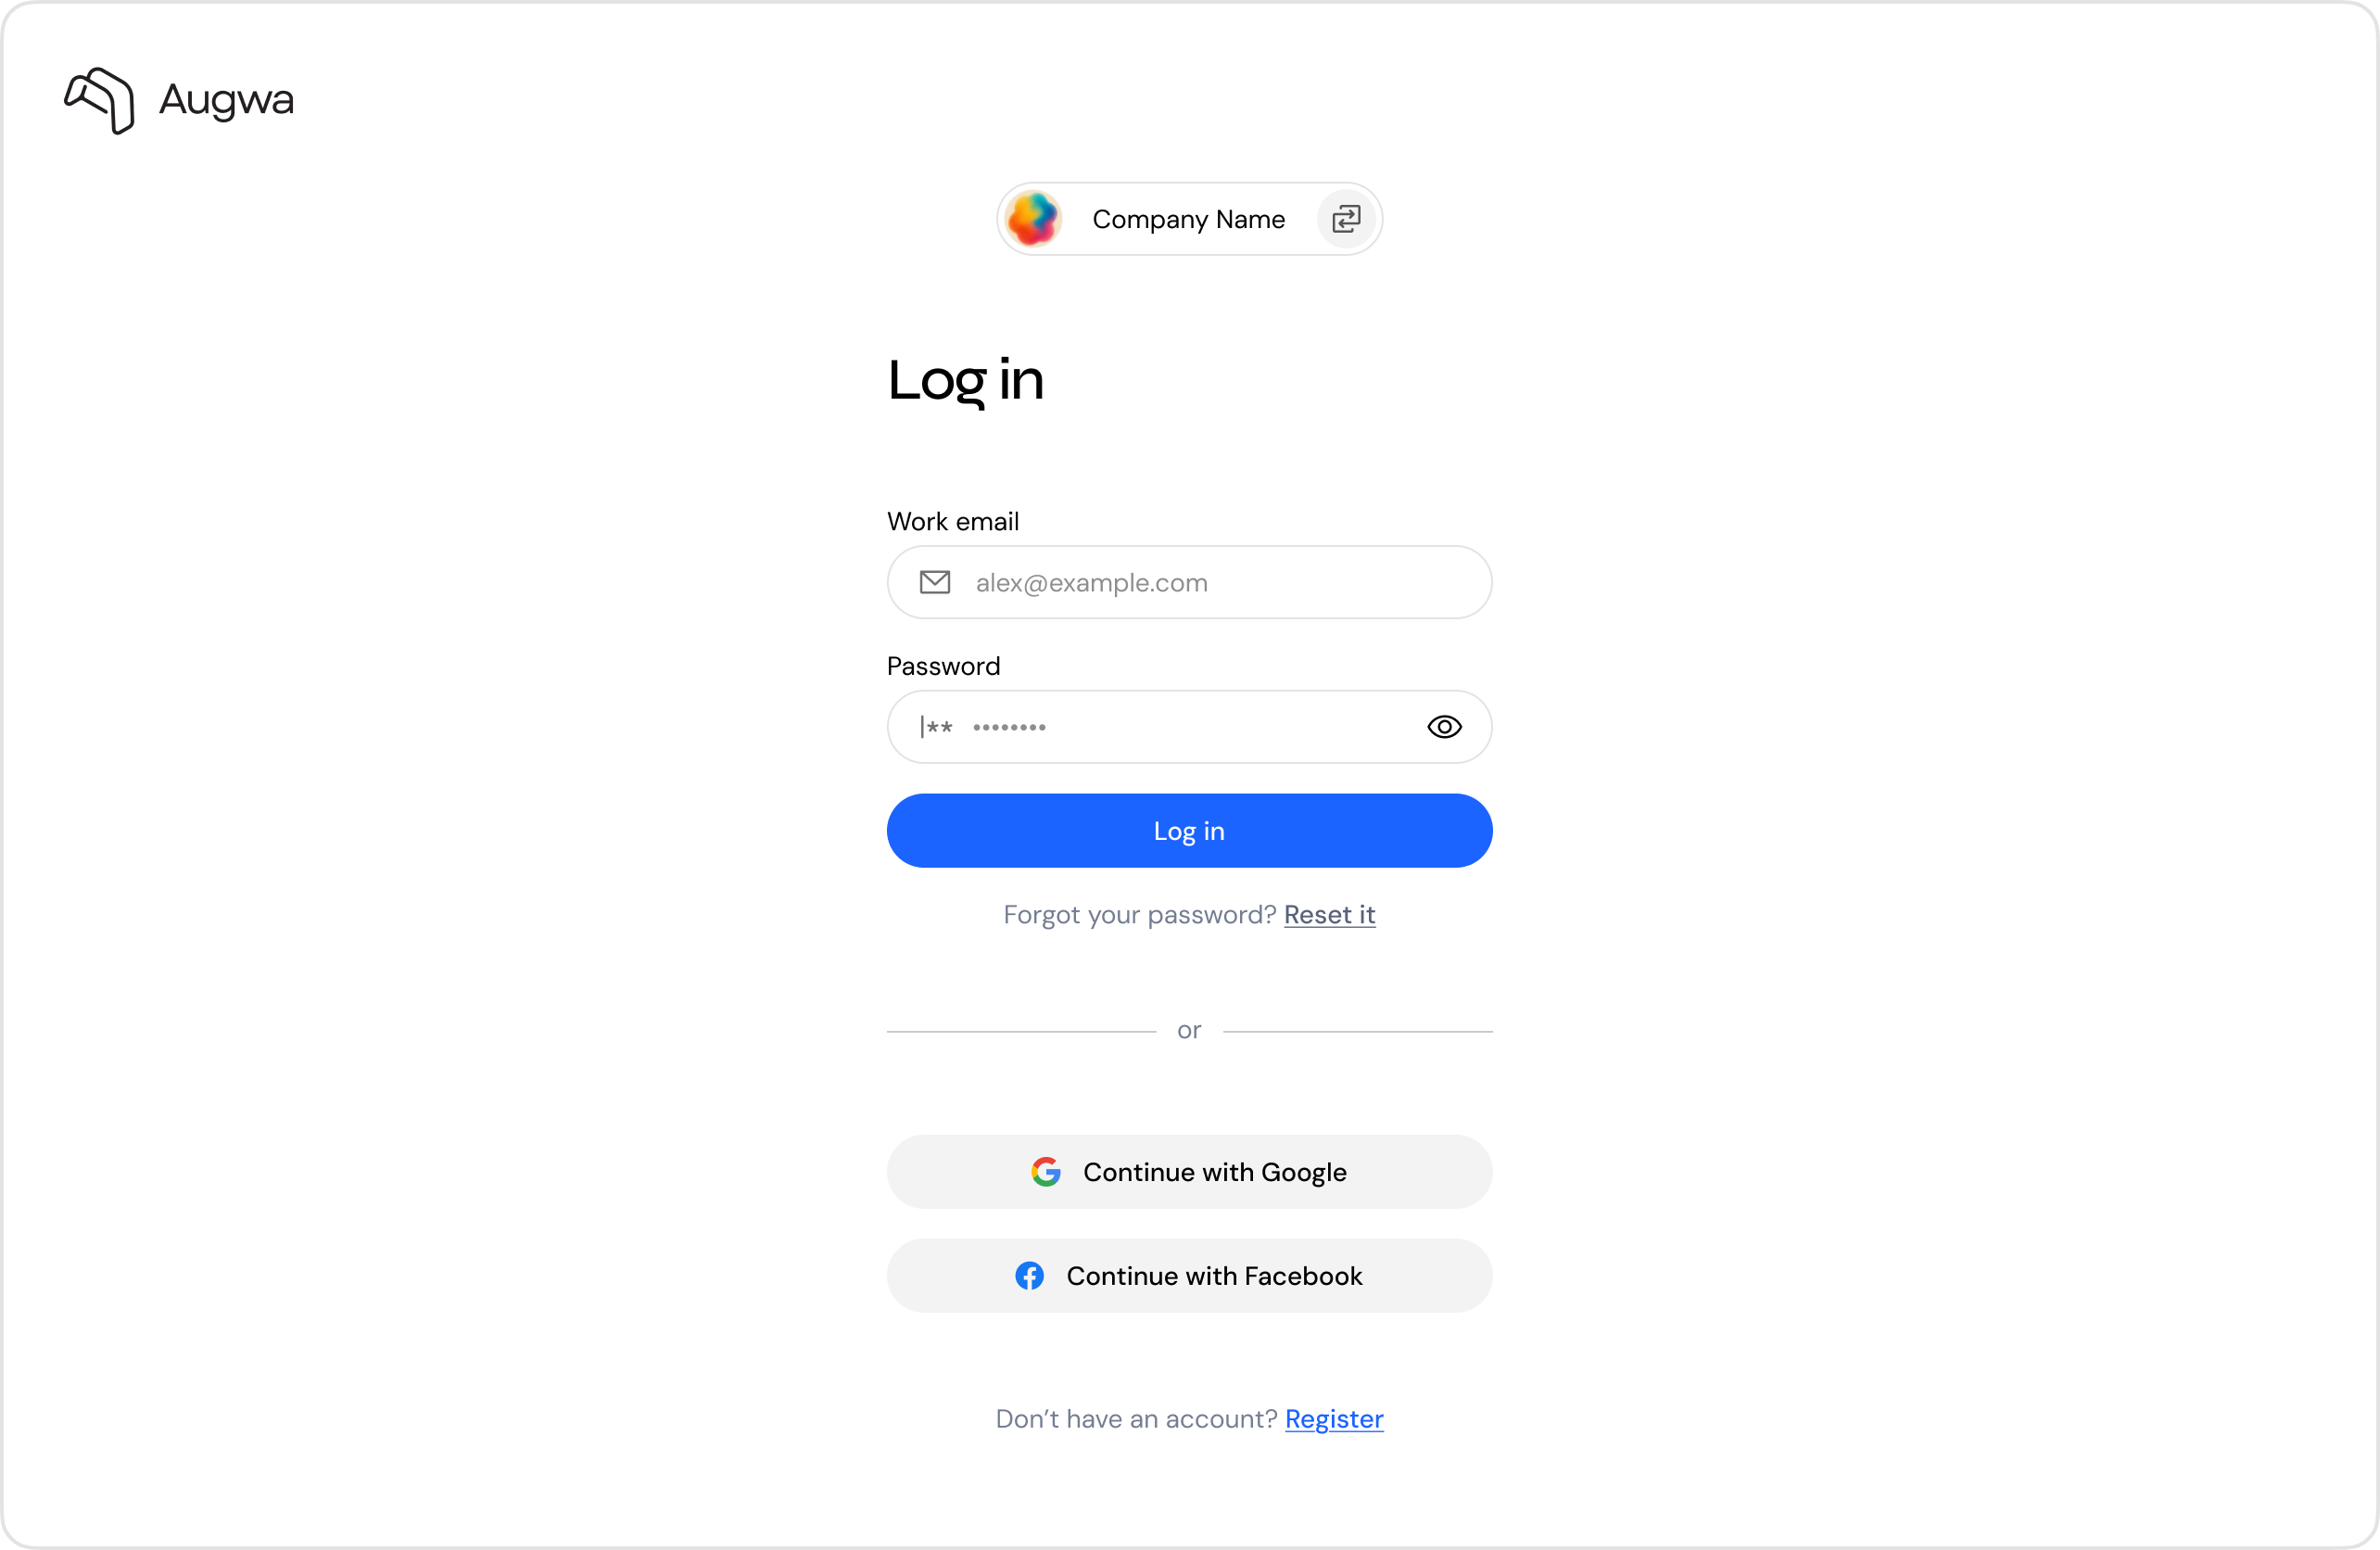 Augwa
Company Name
Log in
Work email
alex@example.com
Password
|** ••••••••
Log in
Forgot your password? Reset it
or
Continue with Google
Continue with Facebook
Don’t have an account? Register